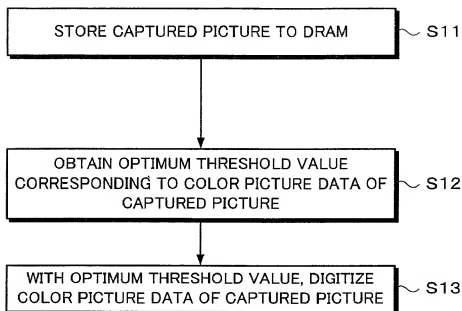 STORE CAPTURED PICTURE TO DRAM
S11
OBTAIN OPTIMUM THRESHOLD VALUE
CORRESPONDING TO COLOR PICTURE DATA OF
CAPTURED PICTURE
S12
WITH OPTIMUM THRESHOLD VALUE, DIGITIZE
COLOR PICTURE DATA OF CAPTURED PICTURE
S13